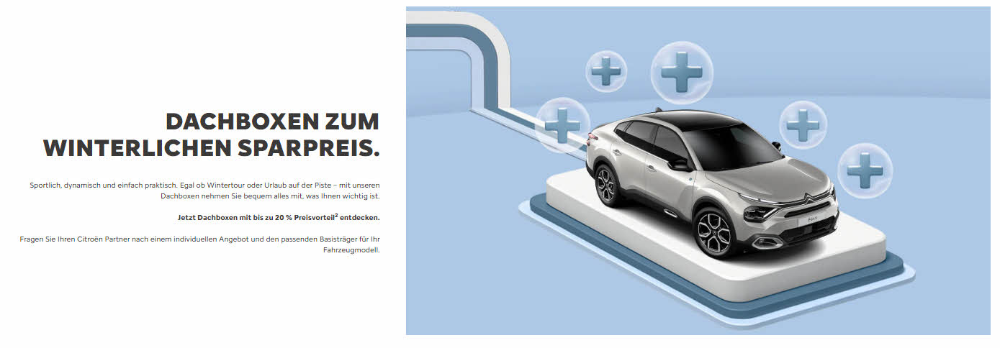 DACHBOXEN ZUM
WINTERLICHEN SPARPREIS.
Sportlich, dynamisch und einfach praktisch. Egal ob Wintertour oder Urlaub auf der Piste – mit unseren
Dachboxen nehmen Sie bequem alles mit, was Ihnen wichtig ist.
Jetzt Dachboxen mit bis zu 20 % Preisvorteil² entdecken.
Fragen Sie Ihren Citroën Partner nach einem individuellen Angebot und den passenden Basisträger für Ihr
Fahrzeugmodell.